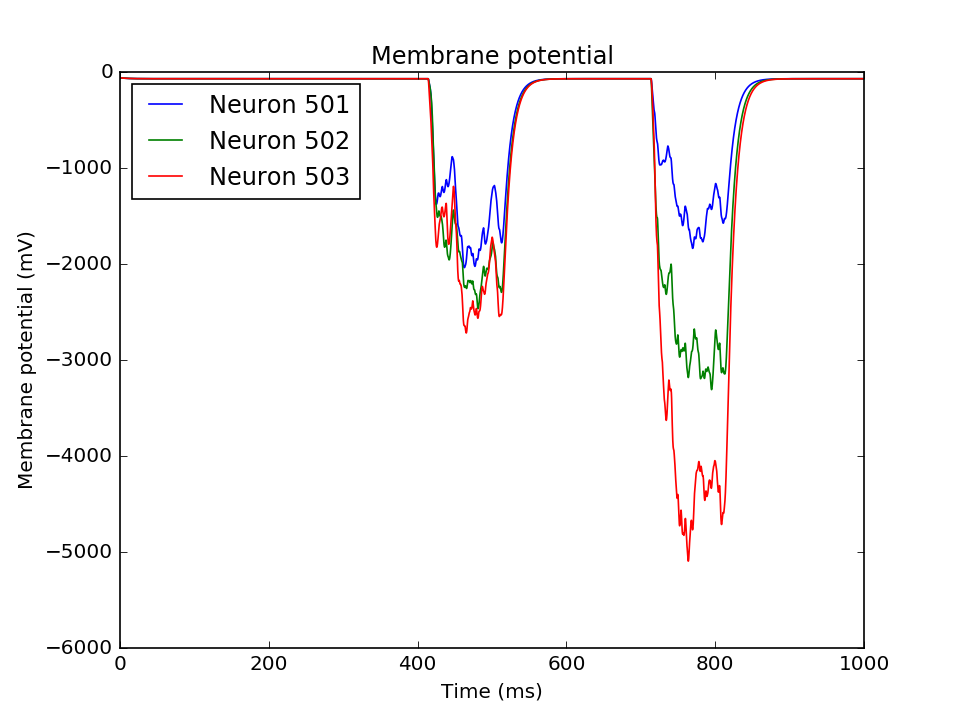 Membrane potential
Neuron 501
Neuron 502
Neuron 503
0
−1000
−2000
−3000
−4000
−5000
−6000
Membrane potential (mV)
0 200 400 600 800 1000
Time (ms)